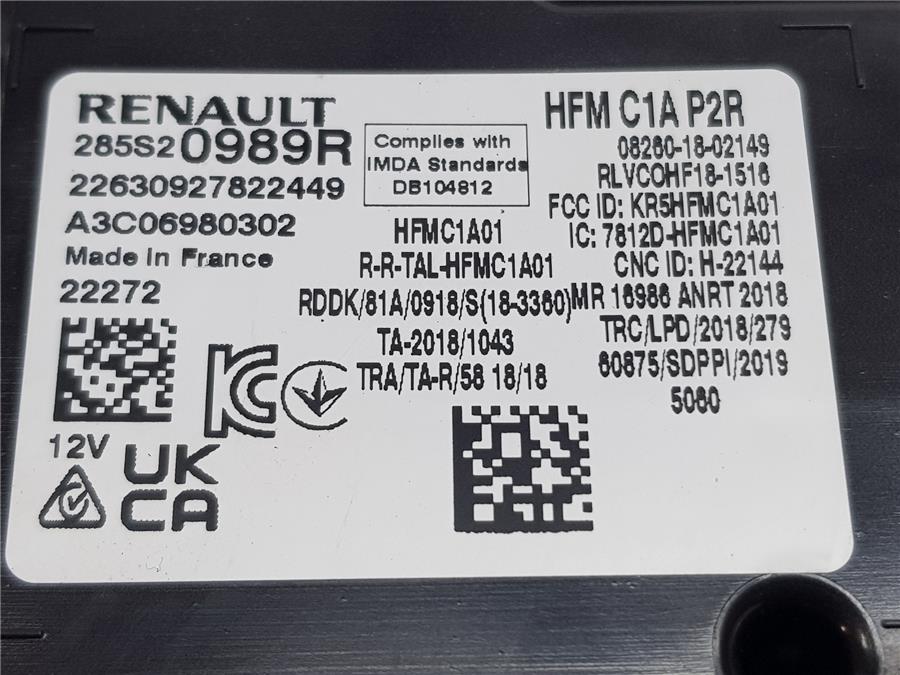 RENAULT
285S20989R
22630927822449
A3C06980302
Made in France
22272
12V
UK
CA
Complies with
IMDA Standards
DB104812
HFMC1A01
R-R-TAL-HFMC1A01
RDDK/81A/0918/S(18-3360)
TA-2018/1043
TRA/TA-R/58 18/18
HFM C1A P2R
08260-18-02149
RLVCOHF18-1516
FCC ID: KR5HFMC1A01
IC: 7812D-HFMC1A01
CNC ID: H-22144
MR 16986 ANRT 2018
TRC/LPD/2018/279
60875/SDPPI/2019
5060